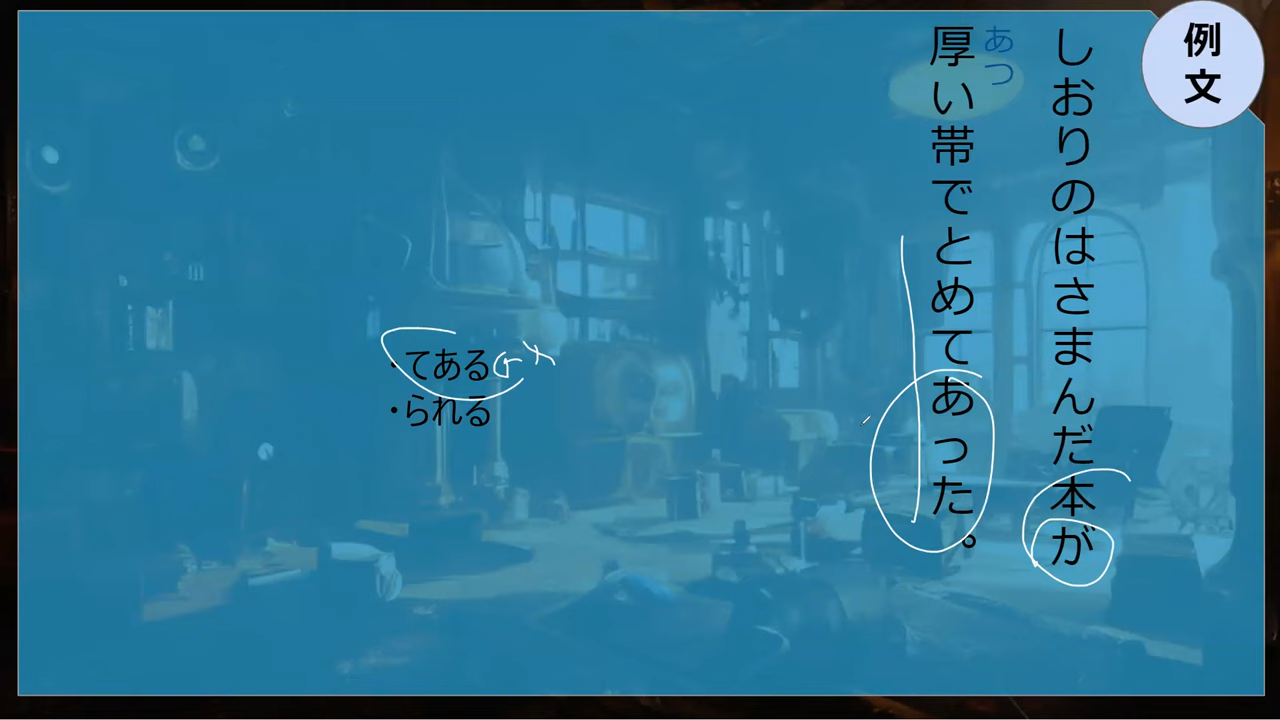 例文
しおりのはさまんだ本が
厚い帯でとめてあった。
あつ
・てある
・られる